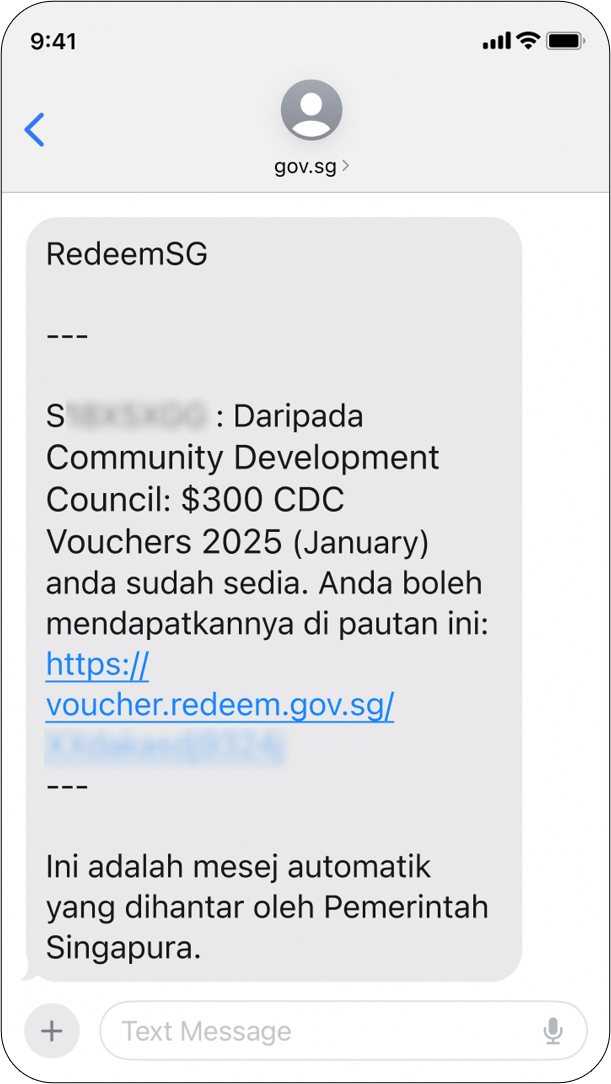 9:41
gov.sg
RedeemSG
---
S : Daripada
Community Development
Council: $300 CDC
Vouchers 2025 (January)
anda sudah sedia. Anda boleh
mendapatkannya di pautan ini:
https://
voucher.redeem.gov.sg/
---
Ini adalah mesej automatik
yang dihantar oleh Pemerintah
Singapura.
Text Message